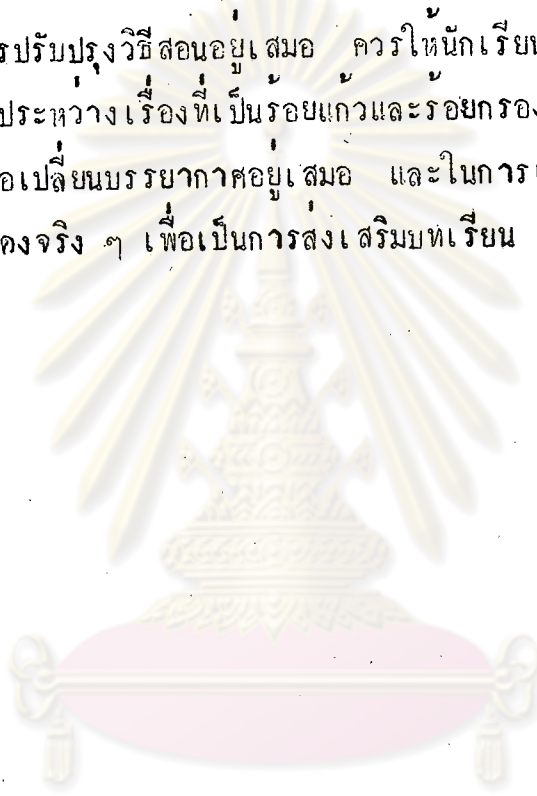 รปรับปรุงวิธีสอนอยู่เสมอ ควรให้นักเรียน
ประหว่างเรื่องที่เป็นร้อยแก้วและร้อยกรอง
อเปลี่ยนบรรยากาศอยู่เสมอ และในการ
คงจริง ๆ เพื่อเป็นการส่งเสริมบทเรียน